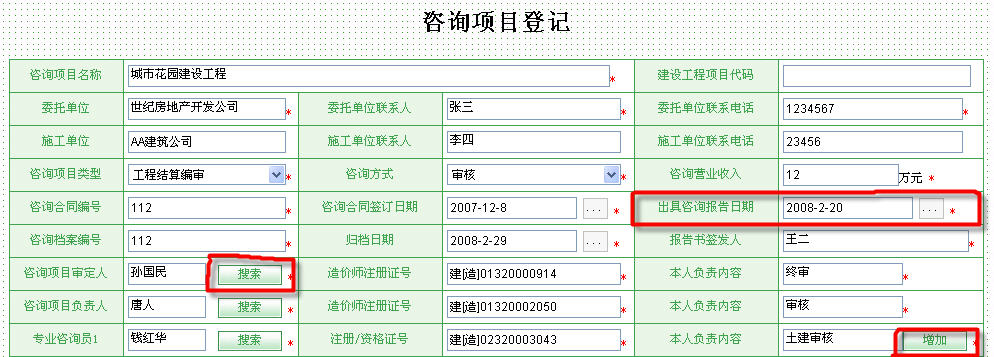 咨询项目登记
咨询项目名称 城市花园建设工程 * 建设工程项目代码
委托单位 世纪房地产开发公司 * 委托单位联系人 张三 * 委托单位联系电话 1234567 *
施工单位 AA建筑公司 施工单位联系人 李四 施工单位联系电话 23456
咨询项目类型 工程结算编审 * 咨询方式 审核 * 咨询营业收入 12 万元 *
咨询合同编号 112 * 咨询合同签订日期 2007-12-8 ... * 出具咨询报告日期 2008-2-20 ... *
咨询档案编号 112 * 归档日期 2008-2-29 ... * 报告书签发人 王二 *
咨询项目审定人 孙国民 搜索 * 造价师注册证号 建[造]01320000914 本人负责内容 终审 *
咨询项目负责人 唐人 搜索 * 造价师注册证号 建[造]01320002050 本人负责内容 审核 *
专业咨询员1 钱红华 搜索 * 注册/资格证号 建[造]02320003043 本人负责内容 土建审核 增加 *